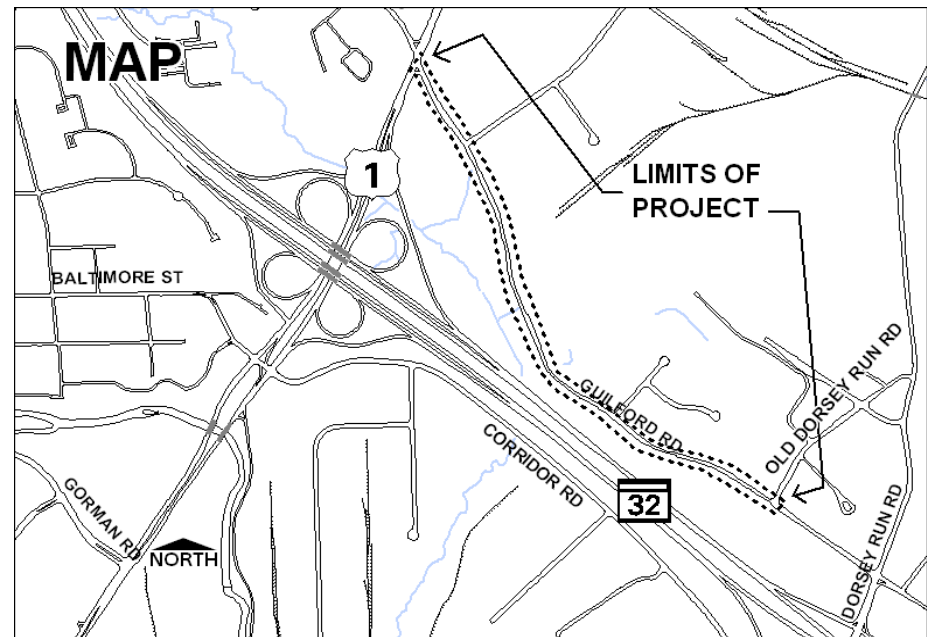 MAP
1
LIMITS OF
PROJECT
BALTIMORE ST
GUILFORD RD
OLD DORSEY RUN RD
CORRIDOR RD
32
GORMAN RD
NORTH
DORSEY RUN RD